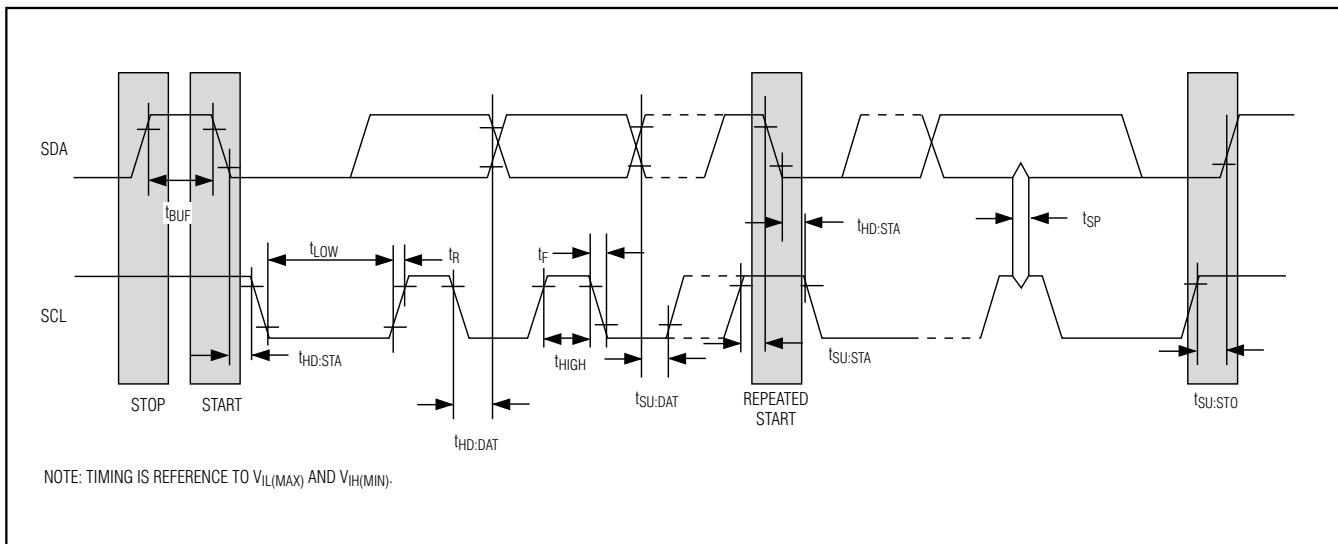 SDA
tBUF
tHD:STA
tSP
tLOW
tR
tF
SCL
tHD:STA
tHIGH
tSU:STA
tSU:DAT
tSU:STO
STOP
START
REPEATED
START
tHD:DAT
NOTE: TIMING IS REFERENCE TO VIL(MAX) AND VIH(MIN).